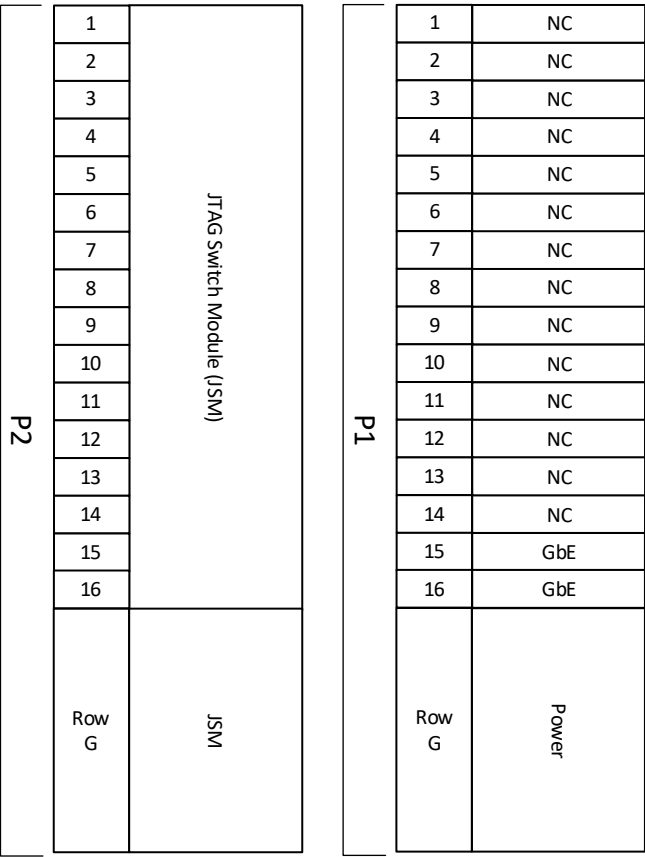 P2
1
2
3
4
5
6
7
8
9
10
11
12
13
14
15
16
JTAG Switch Module (JSM)
Row
G
JSM
P1
1 NC
2 NC
3 NC
4 NC
5 NC
6 NC
7 NC
8 NC
9 NC
10 NC
11 NC
12 NC
13 NC
14 NC
15 GbE
16 GbE
Row
G
Power